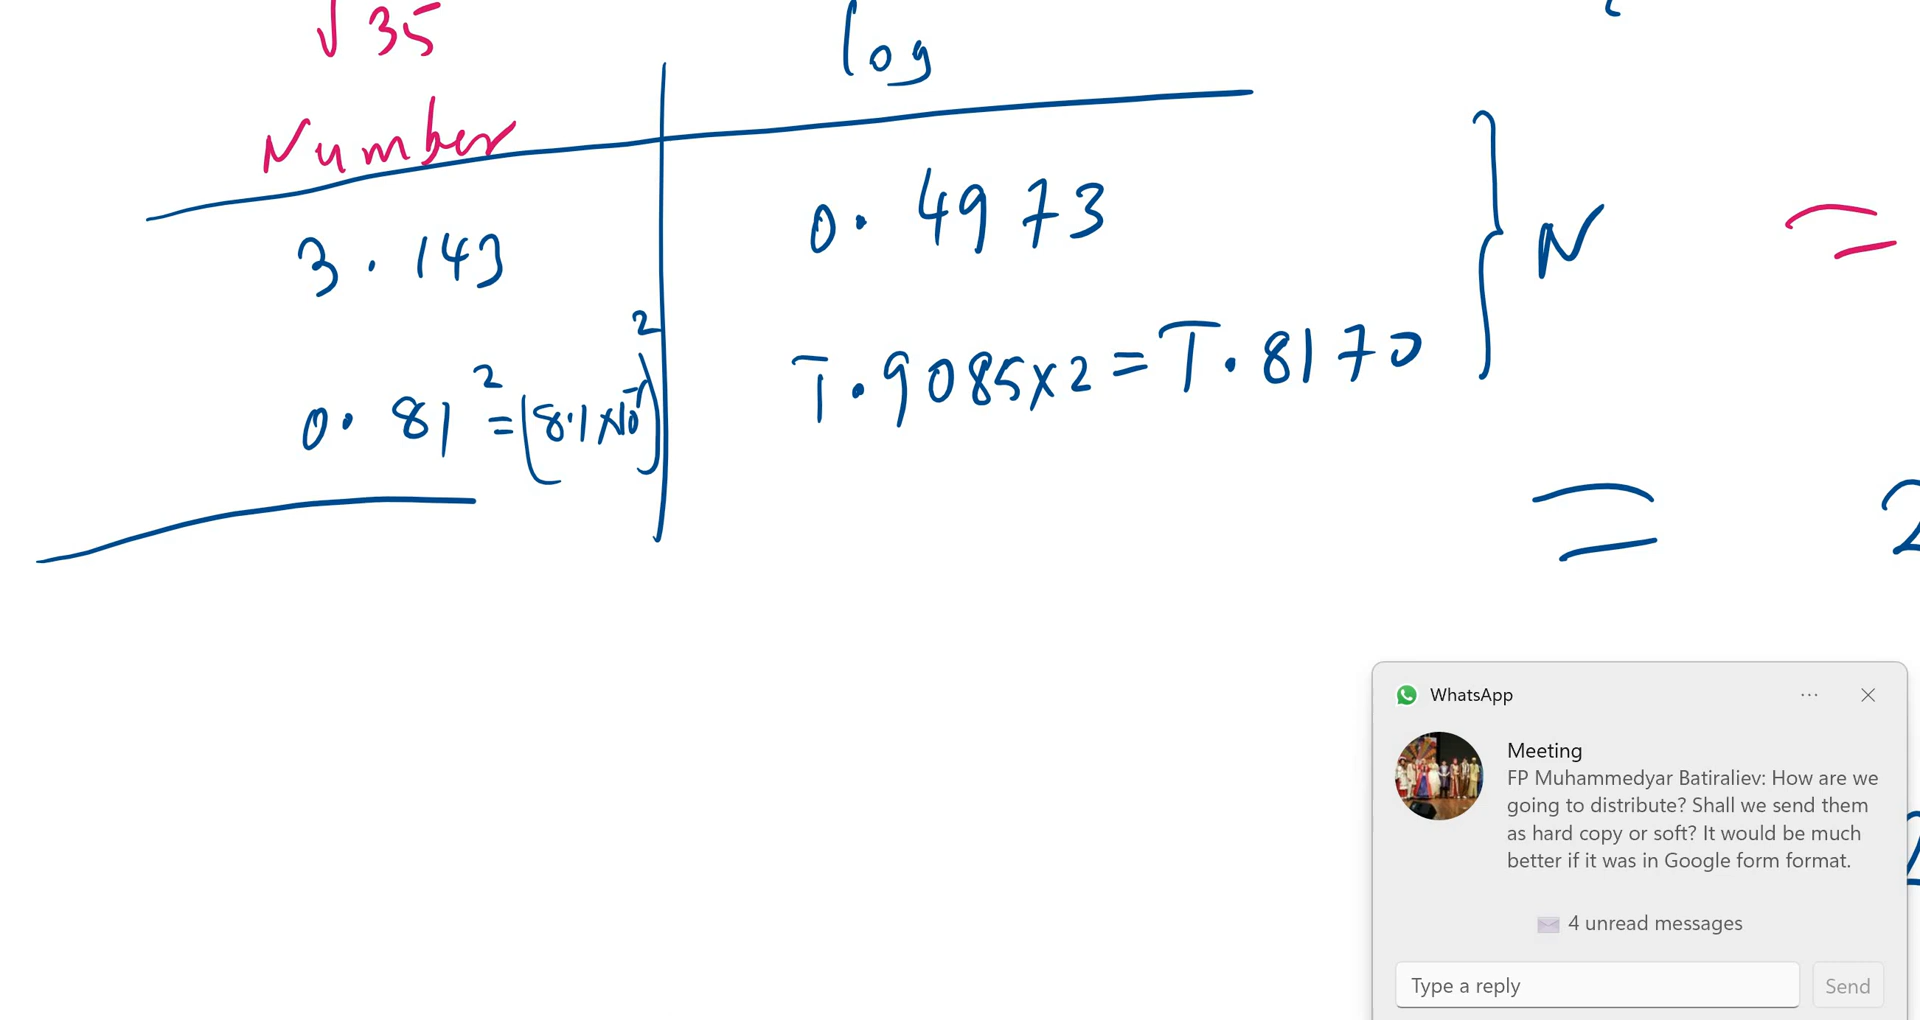 √35
log
Number
3.143
0.4973
N
=
0.81² = (8.1 × 10⁻¹)²
1̅.9085 × 2 = 1̅.8170
= 2
WhatsApp
Meeting
FP Muhammedyar Batiraliev: How are we
going to distribute? Shall we send them
as hard copy or soft? It would be much
better if it was in Google form format.
4 unread messages
Type a reply
Send